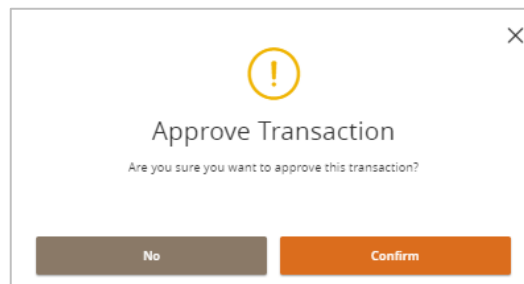 Approve Transaction
Are you sure you want to approve this transaction?
No
Confirm